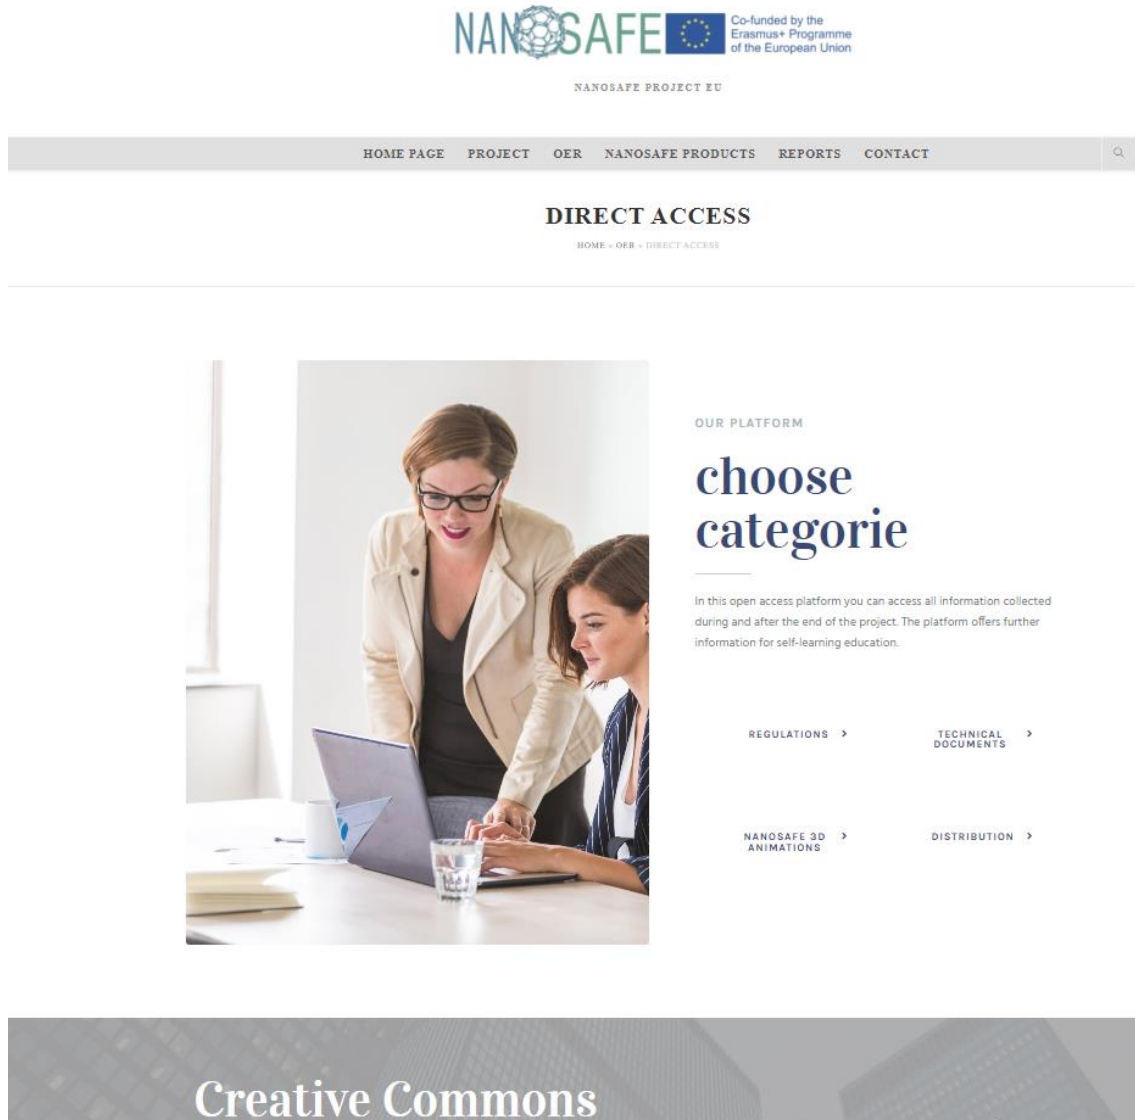 NANOSAFE
Co-funded by the
Erasmus+ Programme
of the European Union
NANOSAFE PROJECT EU
HOME PAGE PROJECT OER NANOSAFE PRODUCTS REPORTS CONTACT
DIRECT ACCESS
HOME » OER » DIRECT ACCESS
OUR PLATFORM
choose
categorie
In this open access platform you can access all information collected
during and after the end of the project. The platform offers further
information for self-learning education.
REGULATIONS
TECHNICAL
DOCUMENTS
NANOSAFE 3D
ANIMATIONS
DISTRIBUTION
Creative Commons